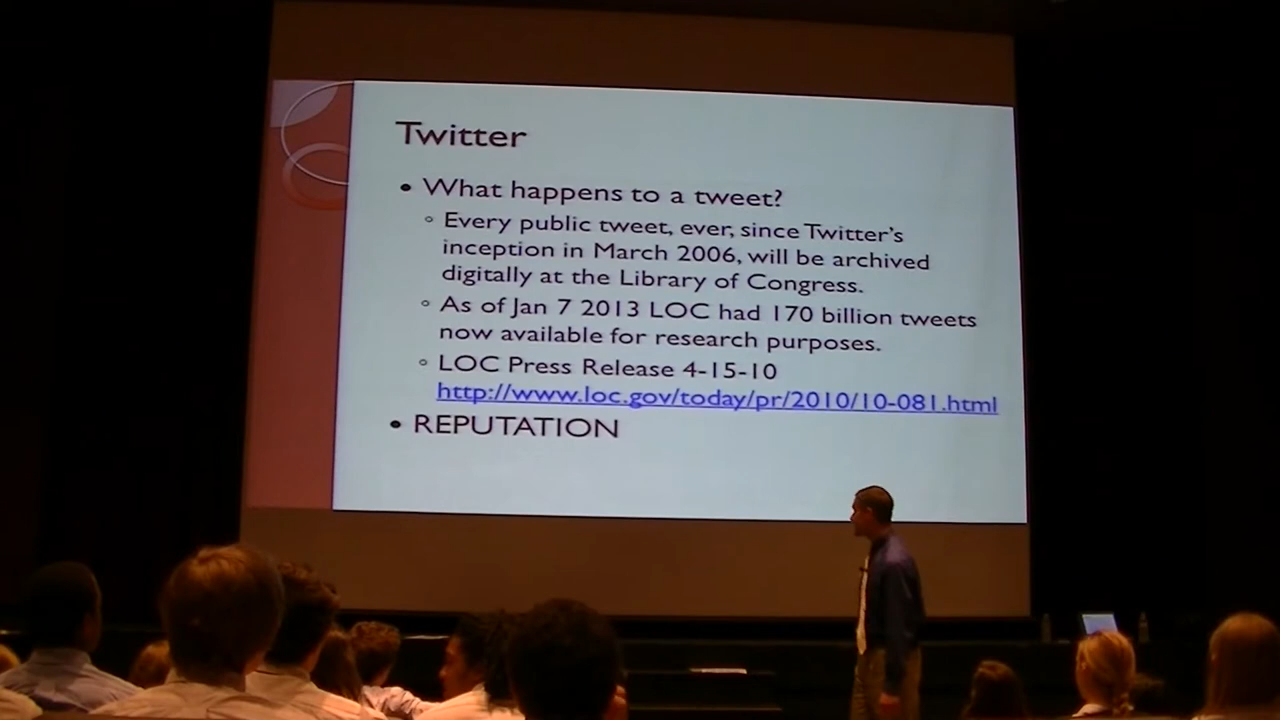 Twitter
• What happens to a tweet?
◦ Every public tweet, ever, since Twitter's
inception in March 2006, will be archived
digitally at the Library of Congress.
◦ As of Jan 7 2013 LOC had 170 billion tweets
now available for research purposes.
◦ LOC Press Release 4-15-10
http://www.loc.gov/today/pr/2010/10-081.html
• REPUTATION